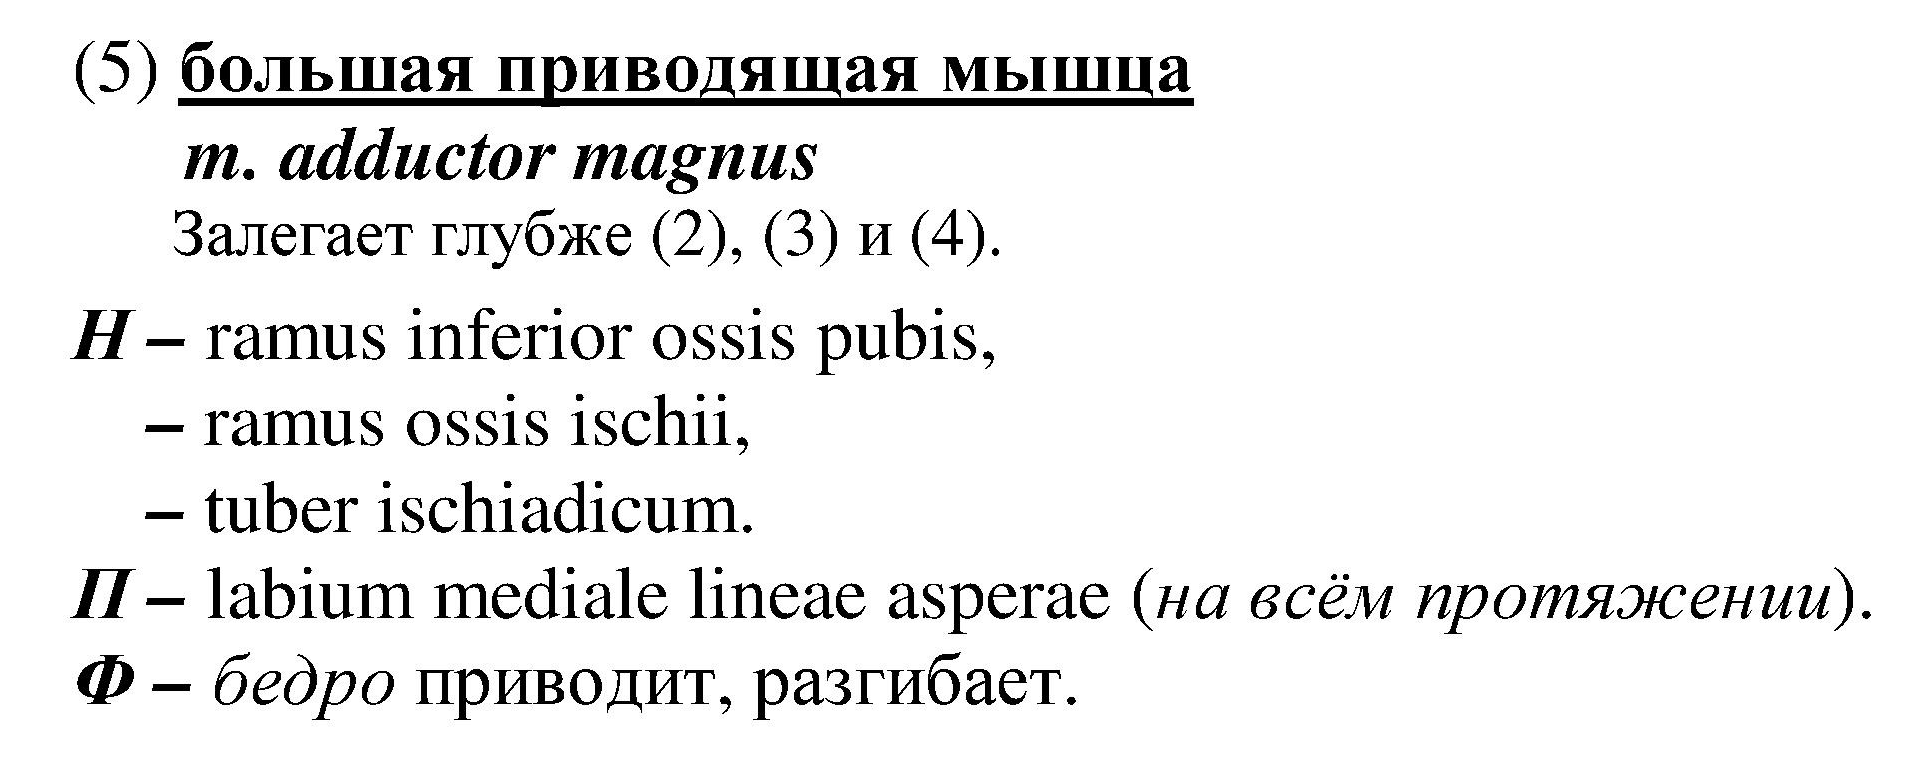 (5) большая приводящая мышца
m. adductor magnus
Залегает глубже (2), (3) и (4).
Н – ramus inferior ossis pubis,
– ramus ossis ischii,
– tuber ischiadicum.
П – labium mediale lineae asperae (на всём протяжении).
Ф – бедро приводит, разгибает.